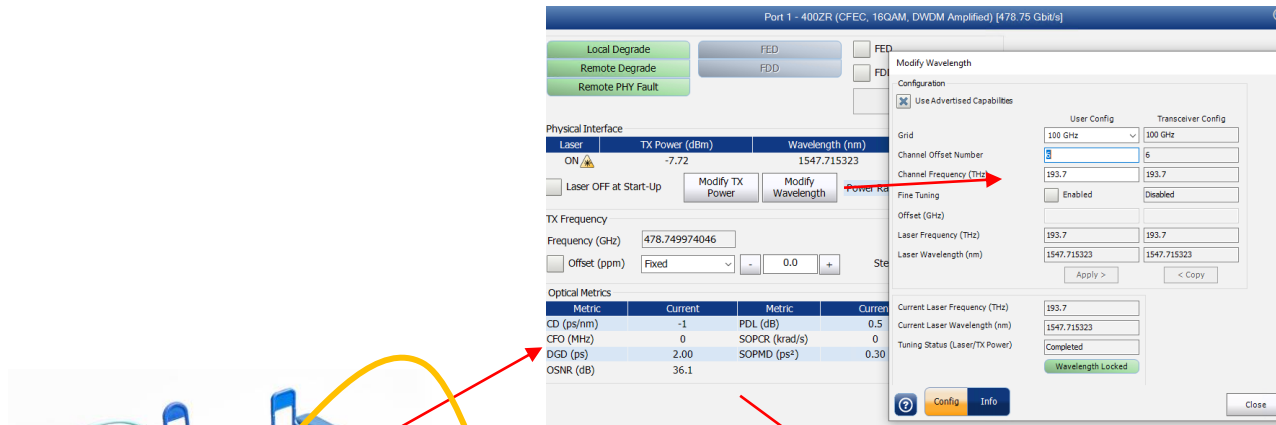 Port 1 - 400ZR (CFEC, 16QAM, DWDM Amplified) [478.75 Gbit/s]
Local Degrade FED FED
Remote Degrade FDD
Remote PHY Fault
Physical Interface
Laser TX Power (dBm) Wavelength (nm)
ON -7.72 1547.715323
Laser OFF at Start-Up Modify TX Power Modify Wavelength Power
TX Frequency
Frequency (GHz) 478.749974046
Offset (ppm) Fixed - 0.0 +
Optical Metrics
Metric Current Metric
CD (ps/nm) -1 PDL (dB) 0.5
CFO (MHz) 0 SOPCR (krad/s) 0
DGD (ps) 2.00 SOPMD (ps²) 0.30
OSNR (dB) 36.1
Modify Wavelength
Configuration
Use Advertised Capabilities
User Config Transceiver Config
Grid 100 GHz 100 GHz
Channel Offset Number 6 6
Channel Frequency (THz) 193.7 193.7
Fine Tuning Enabled Disabled
Offset (GHz)
Laser Frequency (THz) 193.7 193.7
Laser Wavelength (nm) 1547.715323 1547.715323
Apply > < Copy
Current Laser Frequency (THz) 193.7
Current Laser Wavelength (nm) 1547.715323
Tuning Status (Laser/TX Power) Completed
Wavelength Locked
? Config Info Close